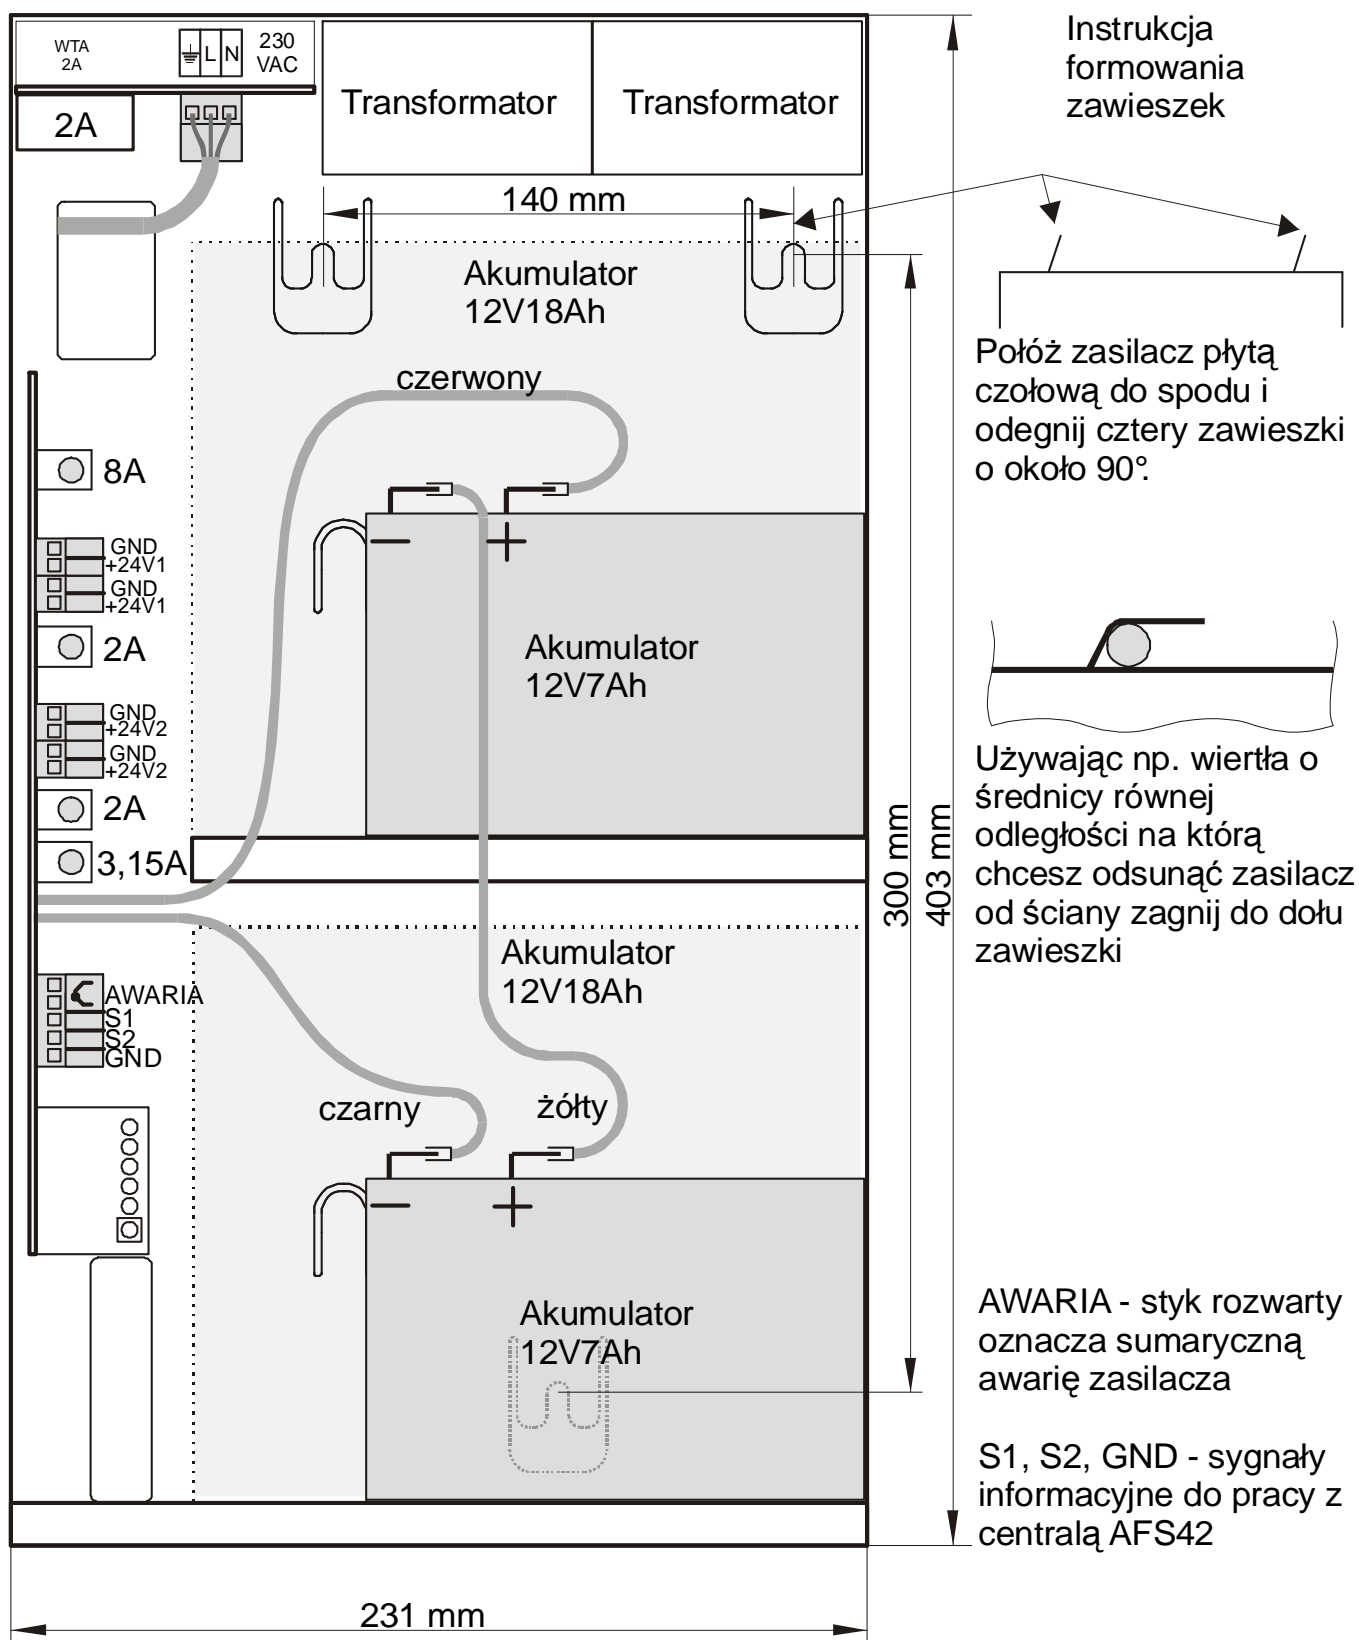 WTA
2A
L N
230
VAC
2A
Transformator
Transformator
Instrukcja
formowania
zawieszek
140 mm
Akumulator
12V18Ah
czerwony
Połóż zasilacz płytą
czołową do spodu i
odegnij cztery zawieszki
o około 90°.
8A
GND
+24V1
GND
+24V1
2A
GND
+24V2
GND
+24V2
2A
3,15A
Akumulator
12V7Ah
300 mm
403 mm
Używając np. wiertła o
średnicy równej
odległości na którą
chcesz odsunąć zasilacz
od ściany zagnij do dołu
zawieszki
Akumulator
12V18Ah
AWARIA
S1
S2
GND
czarny
żółty
Akumulator
12V7Ah
AWARIA - styk rozwarty
oznacza sumaryczną
awarię zasilacza
S1, S2, GND - sygnały
informacyjne do pracy z
centralą AFS42
231 mm